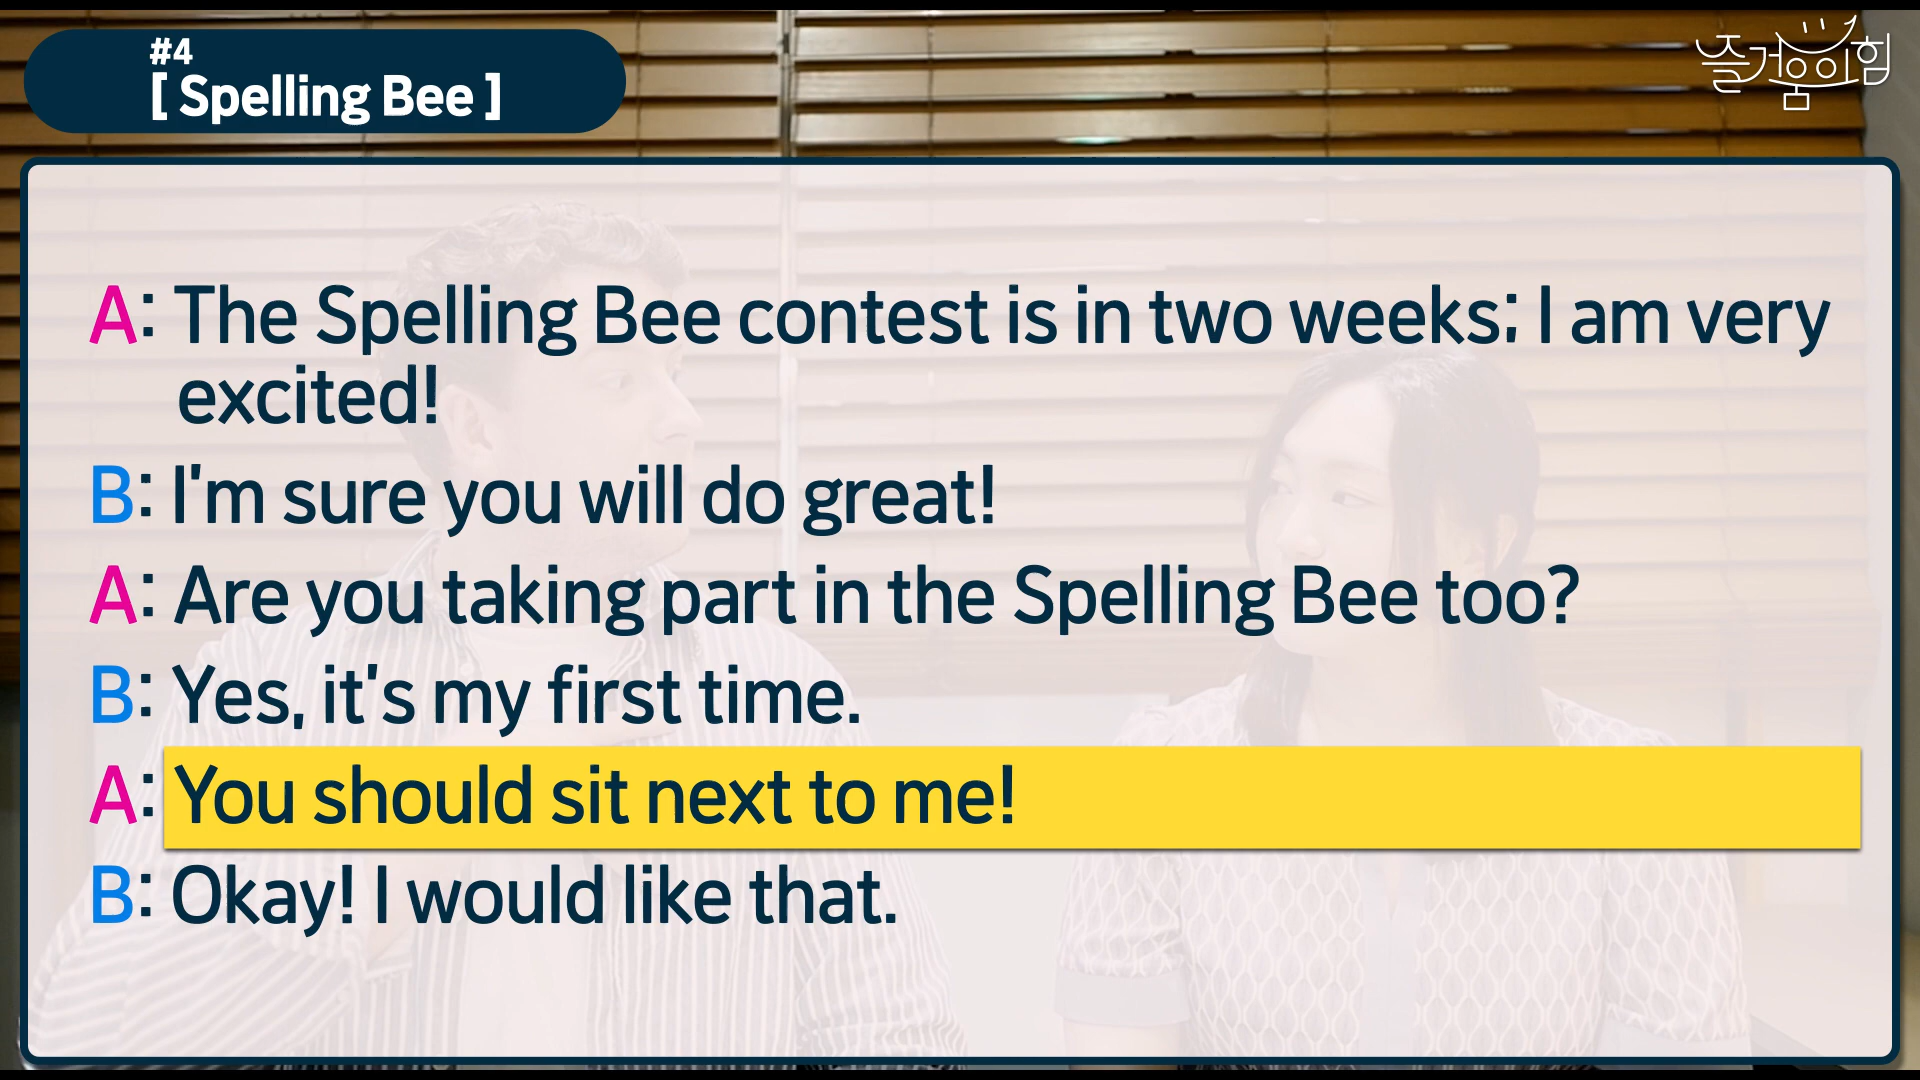 #4
[ Spelling Bee ]
즐거움의힘
A: The Spelling Bee contest is in two weeks; I am very
excited!
B: I'm sure you will do great!
A: Are you taking part in the Spelling Bee too?
B: Yes, it's my first time.
A: You should sit next to me!
B: Okay! I would like that.